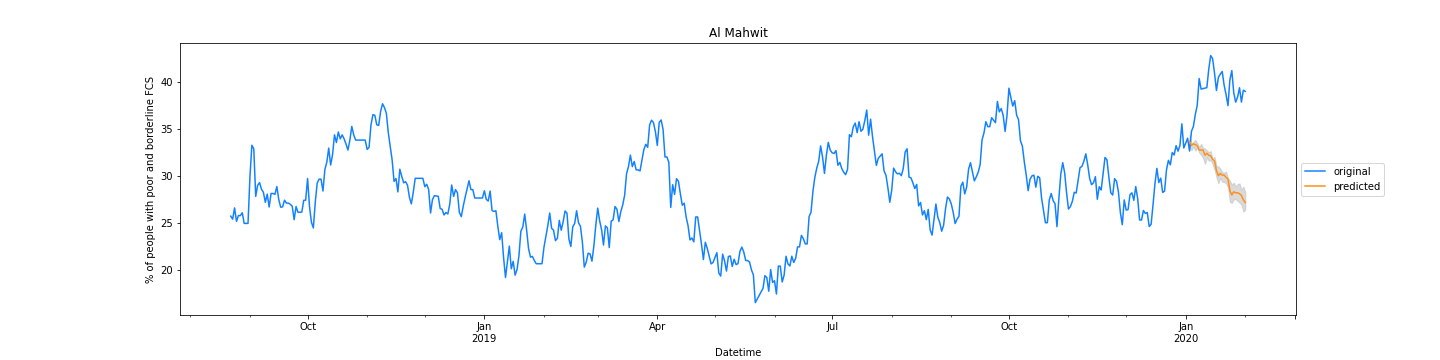 Al Mahwit
% of people with poor and borderline FCS
40
35
30
25
20
Oct
Jan
2019
Apr
Jul
Oct
Jan
2020
Datetime
original
predicted